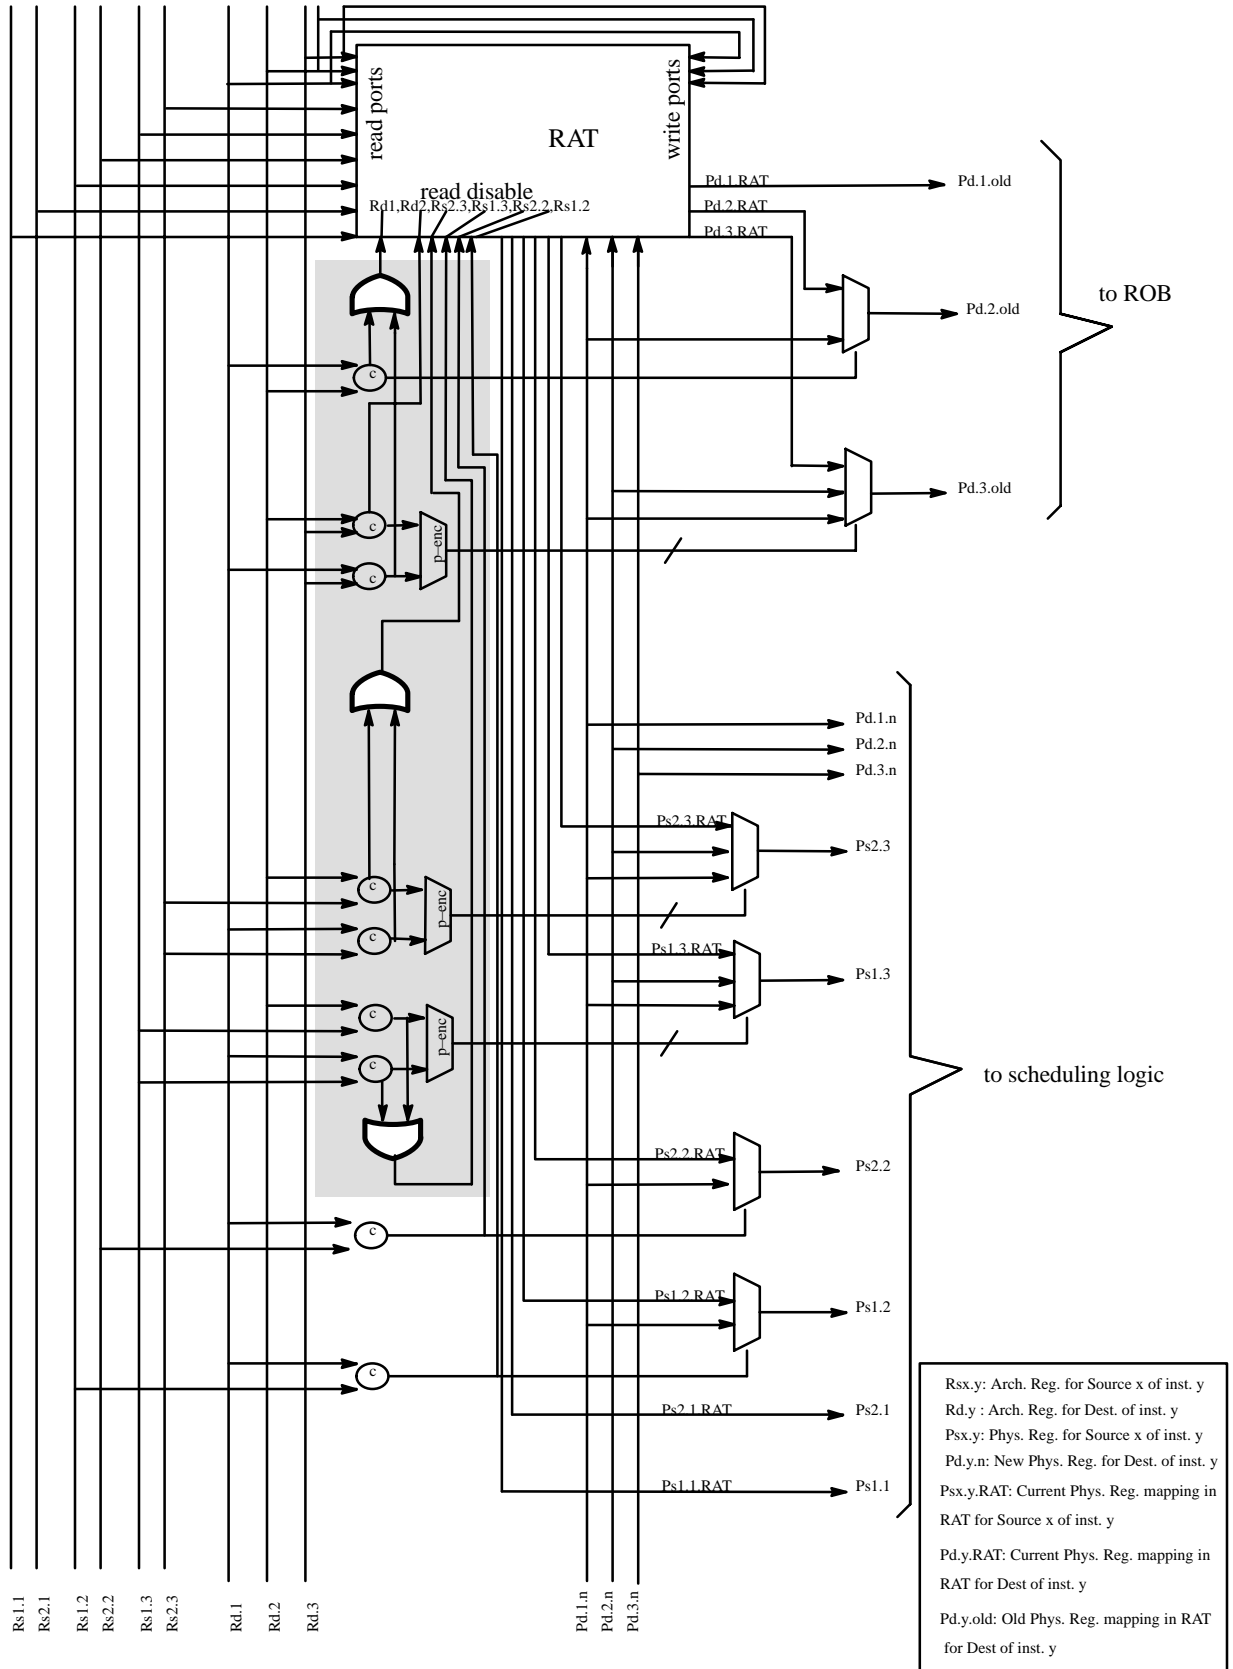 read ports
RAT
write ports
read disable
Rd1,Rd2,Rs2.3,Rs1.3,Rs2.2,Rs1.2
Pd.1.RAT
Pd.1.old
Pd.2.RAT
Pd.3.RAT
to ROB
Pd.2.old
c
Pd.3.old
c
p–enc
c
Pd.1.n
Pd.2.n
Pd.3.n
Ps2.3.RAT
Ps2.3
c
p–enc
c
Ps1.3.RAT
Ps1.3
c
p–enc
c
to scheduling logic
Ps2.2.RAT
Ps2.2
c
Ps1.2.RAT
Ps1.2
c
Ps2.1.RAT
Ps2.1
Ps1.1.RAT
Ps1.1
Rsx.y: Arch. Reg. for Source x of inst. y
Rd.y : Arch. Reg. for Dest. of inst. y
Psx.y: Phys. Reg. for Source x of inst. y
Pd.y.n: New Phys. Reg. for Dest. of inst. y
Psx.y.RAT: Current Phys. Reg. mapping in
RAT for Source x of inst. y
Pd.y.RAT: Current Phys. Reg. mapping in
RAT for Dest of inst. y
Pd.y.old: Old Phys. Reg. mapping in RAT
for Dest of inst. y
Rs1.1
Rs2.1
Rs1.2
Rs2.2
Rs1.3
Rs2.3
Rd.1
Rd.2
Rd.3
Pd.1.n
Pd.2.n
Pd.3.n